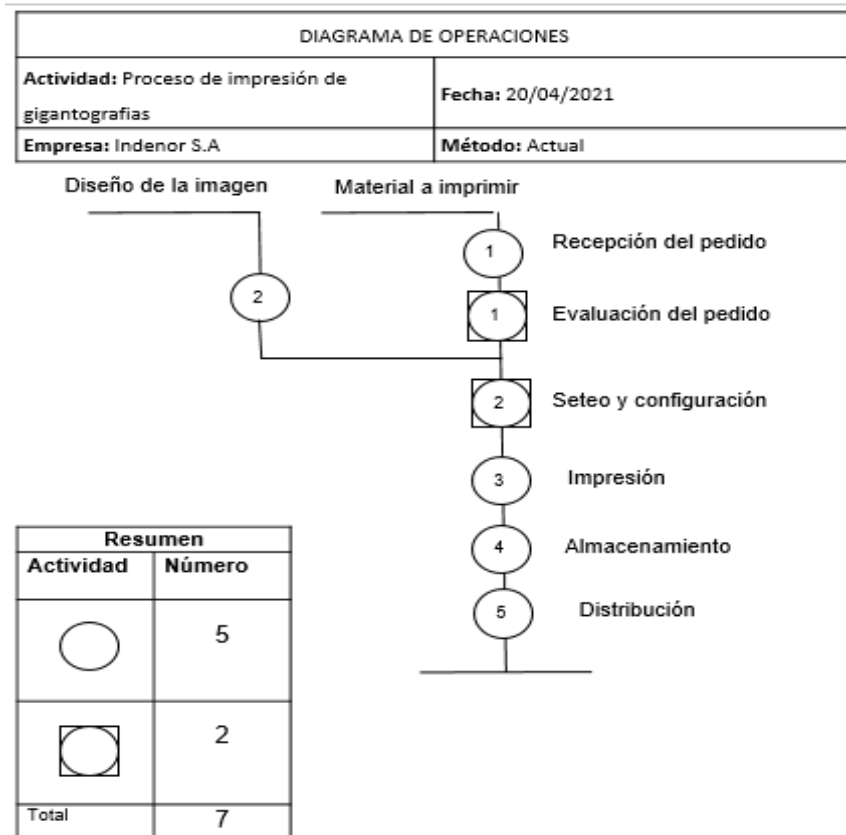 DIAGRAMA DE OPERACIONES
Actividad: Proceso de impresión de
gigantografias
Fecha: 20/04/2021
Empresa: Indenor S.A
Método: Actual
Diseño de la imagen
Material a imprimir
1
Recepción del pedido
2
1
Evaluación del pedido
2
Seteo y configuración
3
Impresión
4
Almacenamiento
5
Distribución
Resumen
Actividad
Número
5
2
Total
7